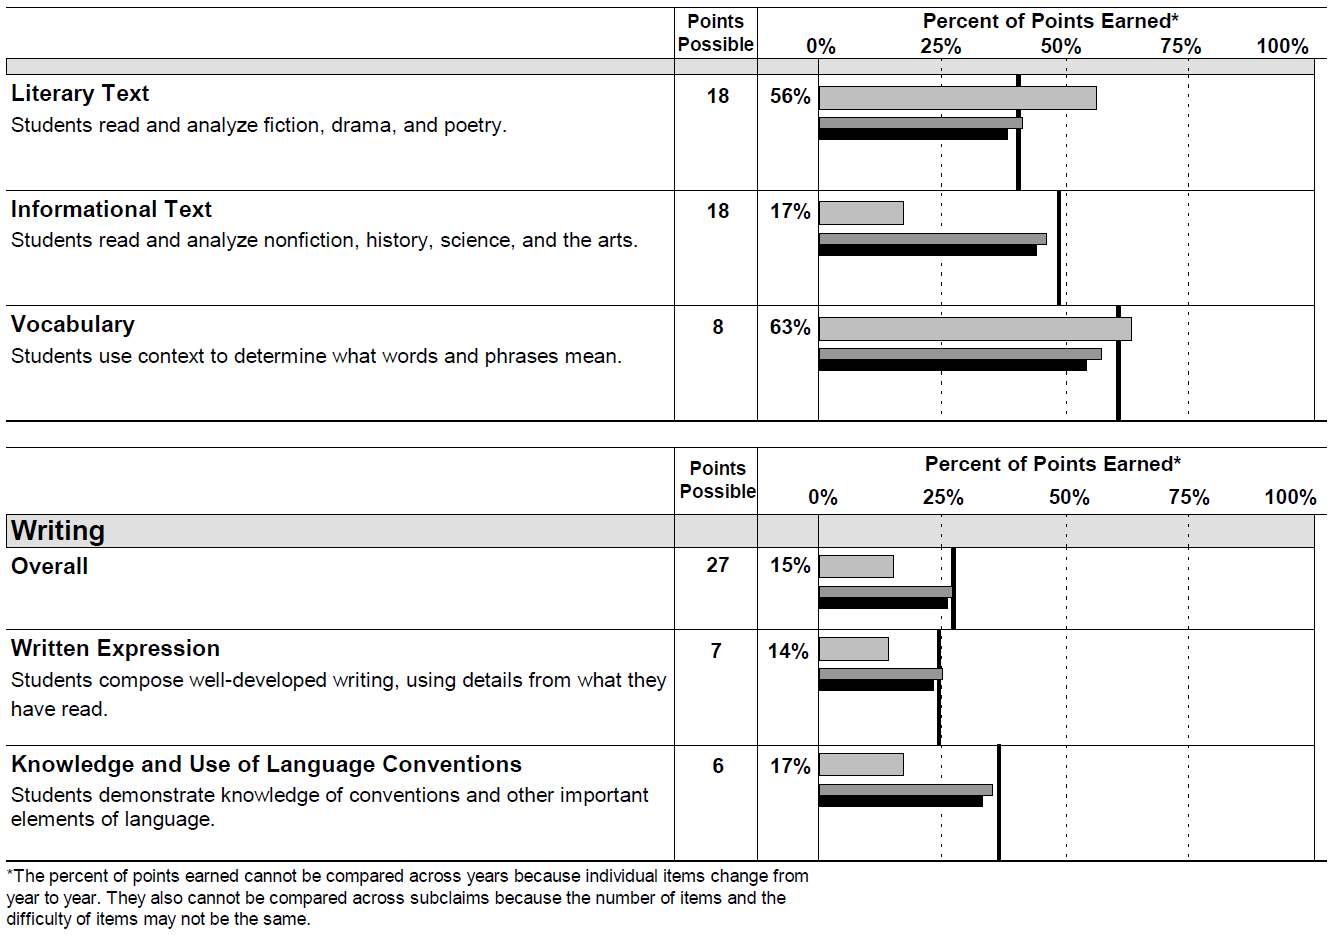 Points Possible
Percent of Points Earned*
0% 25% 50% 75% 100%
Literary Text
18 56%
Students read and analyze fiction, drama, and poetry.
Informational Text
18 17%
Students read and analyze nonfiction, history, science, and the arts.
Vocabulary
8 63%
Students use context to determine what words and phrases mean.
Points Possible
Percent of Points Earned*
0% 25% 50% 75% 100%
Writing
Overall
27 15%
Written Expression
7 14%
Students compose well-developed writing, using details from what they
have read.
Knowledge and Use of Language Conventions
6 17%
Students demonstrate knowledge of conventions and other important
elements of language.
*The percent of points earned cannot be compared across years because individual items change from
year to year. They also cannot be compared across subclaims because the number of items and the
difficulty of items may not be the same.